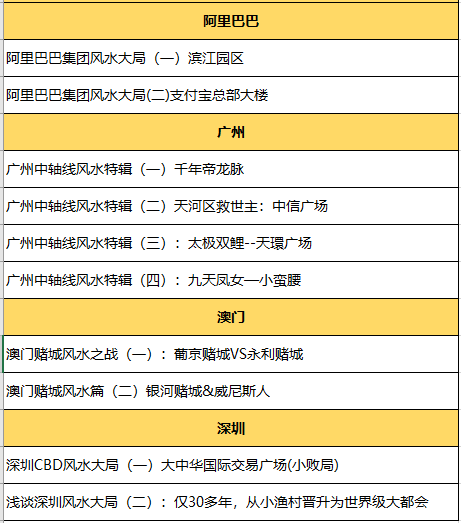 阿里巴巴
阿里巴巴集团风水大局（一）滨江园区
阿里巴巴集团风水大局(二)支付宝总部大楼
广州
广州中轴线风水特辑（一）千年帝龙脉
广州中轴线风水特辑（二）天河区救世主：中信广场
广州中轴线风水特辑（三）：太极双鲤--天環广场
广州中轴线风水特辑（四）：九天凤女—小蛮腰
澳门
澳门赌城风水之战（一）：葡京赌城VS永利赌城
澳门赌城风水篇（二）银河赌城&威尼斯人
深圳
深圳CBD风水大局（一）大中华国际交易广场(小败局)
浅谈深圳风水大局（二）：仅30多年，从小渔村晋升为世界级大都会